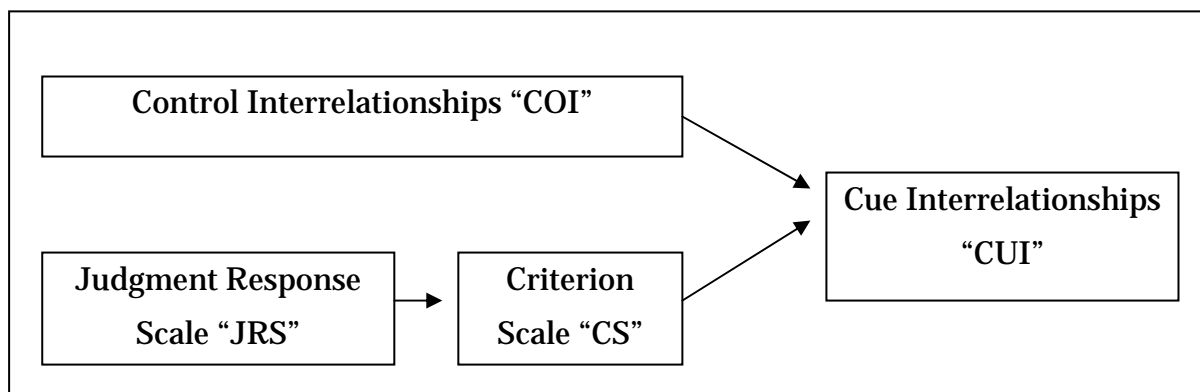 Control Interrelationships “COI”
Cue Interrelationships
“CUI”
Judgment Response
Scale “JRS”
Criterion
Scale “CS”